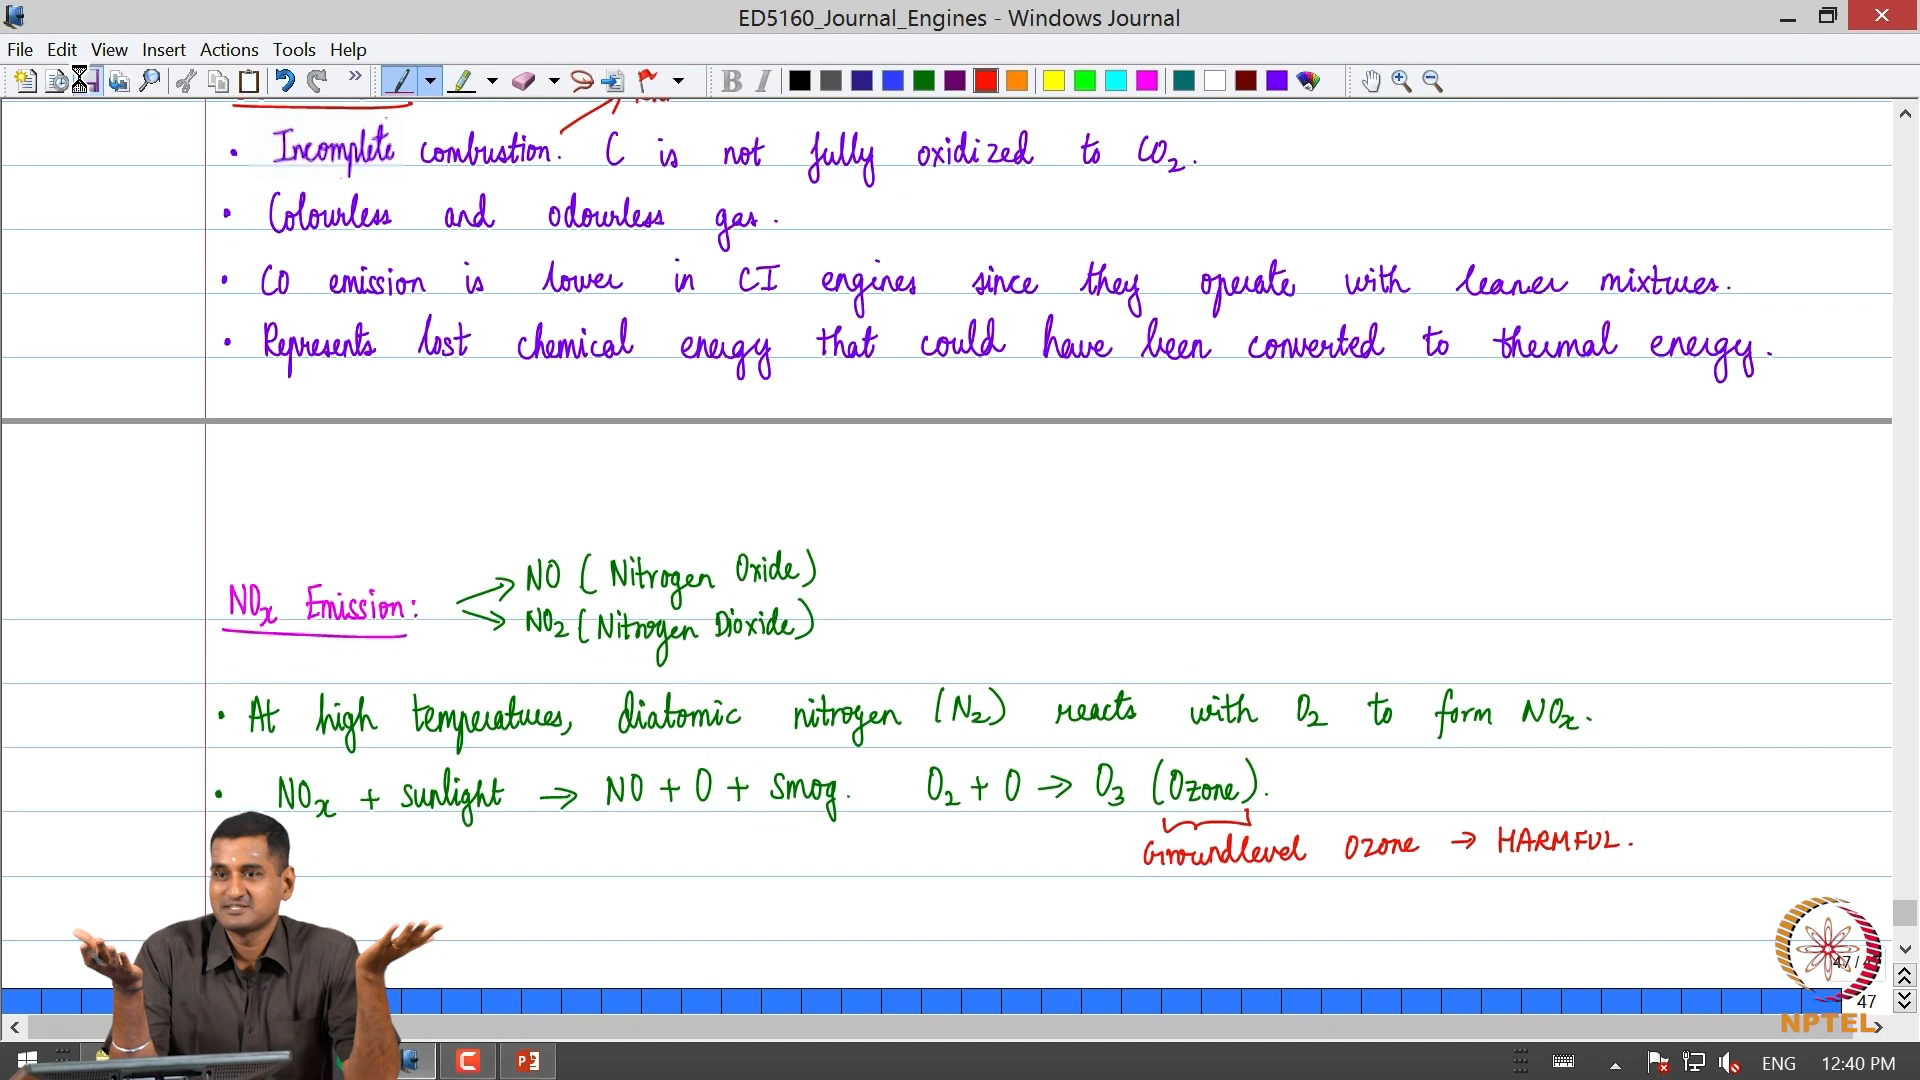 ED5160_Journal_Engines - Windows Journal
File Edit View Insert Actions Tools Help
B I
• Incomplete combustion. C is not fully oxidized to CO2.
• Colourless and odourless gas.
• CO emission is lower in CI engines since they operate with leaner mixtures.
• Represents lost chemical energy that could have been converted to thermal energy.
NOx Emission:
NO (Nitrogen Oxide)
NO2 (Nitrogen Dioxide)
• At high temperatures, diatomic nitrogen (N2) reacts with O2 to form NOx.
• NOx + sunlight → NO + O + Smog. O2 + O → O3 (Ozone).
Groundlevel Ozone → HARMFUL.
47
NPTEL
ENG 12:40 PM